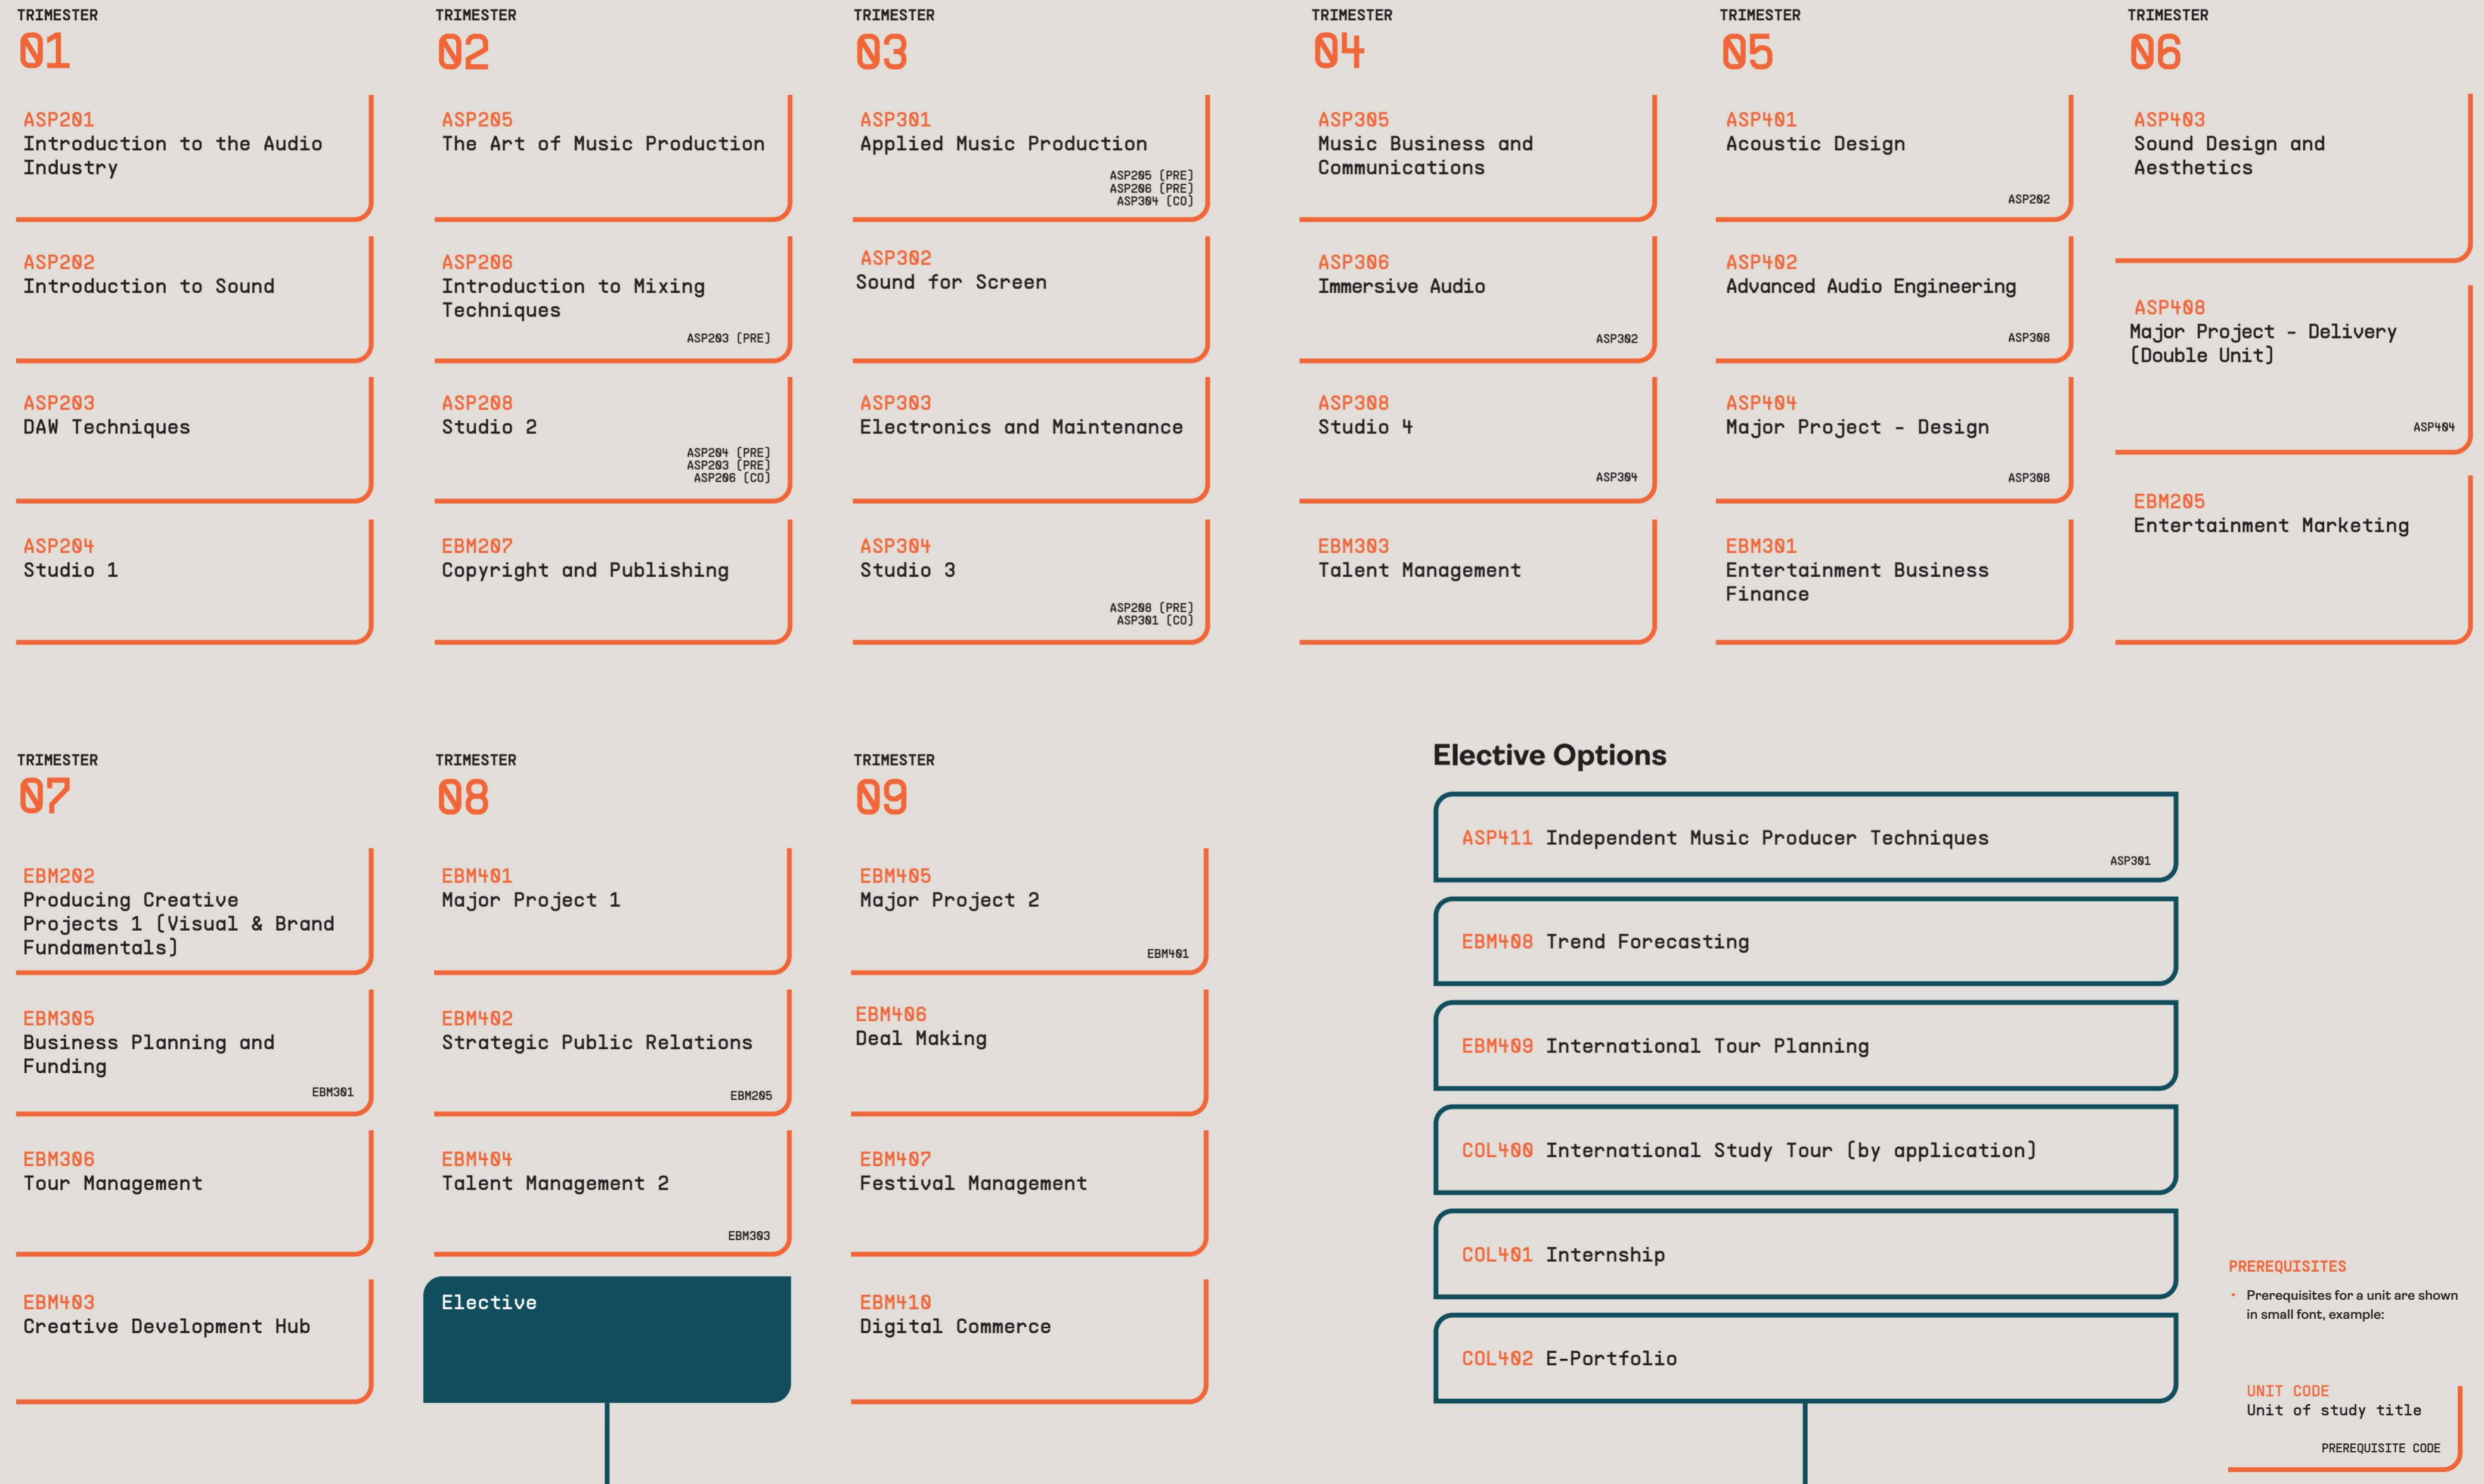 TRIMESTER
01
ASP201
Introduction to the Audio
Industry
ASP202
Introduction to Sound
ASP203
DAW Techniques
ASP204
Studio 1
TRIMESTER
02
ASP205
The Art of Music Production
ASP206
Introduction to Mixing
Techniques
ASP203 (PRE)
ASP208
Studio 2
ASP204 (PRE)
ASP203 (PRE)
ASP206 (CO)
EBM207
Copyright and Publishing
TRIMESTER
03
ASP301
Applied Music Production
ASP205 (PRE)
ASP206 (PRE)
ASP304 (CO)
ASP302
Sound for Screen
ASP303
Electronics and Maintenance
ASP304
Studio 3
ASP208 (PRE)
ASP301 (CO)
TRIMESTER
04
ASP305
Music Business and
Communications
ASP306
Immersive Audio
ASP302
ASP308
Studio 4
ASP304
EBM303
Talent Management
TRIMESTER
05
ASP401
Acoustic Design
ASP202
ASP402
Advanced Audio Engineering
ASP308
ASP404
Major Project - Design
ASP308
EBM301
Entertainment Business
Finance
TRIMESTER
06
ASP403
Sound Design and
Aesthetics
ASP408
Major Project - Delivery
(Double Unit)
ASP404
EBM205
Entertainment Marketing
TRIMESTER
07
EBM202
Producing Creative
Projects 1 (Visual & Brand
Fundamentals)
EBM305
Business Planning and
Funding
EBM301
EBM306
Tour Management
EBM403
Creative Development Hub
TRIMESTER
08
EBM401
Major Project 1
EBM402
Strategic Public Relations
EBM205
EBM404
Talent Management 2
EBM303
Elective
TRIMESTER
09
EBM405
Major Project 2
EBM401
EBM406
Deal Making
EBM407
Festival Management
EBM410
Digital Commerce
Elective Options
ASP411 Independent Music Producer Techniques
ASP301
EBM408 Trend Forecasting
EBM409 International Tour Planning
COL400 International Study Tour (by application)
COL401 Internship
COL402 E-Portfolio
PREREQUISITES
• Prerequisites for a unit are shown
in small font, example:
UNIT CODE
Unit of study title
PREREQUISITE CODE